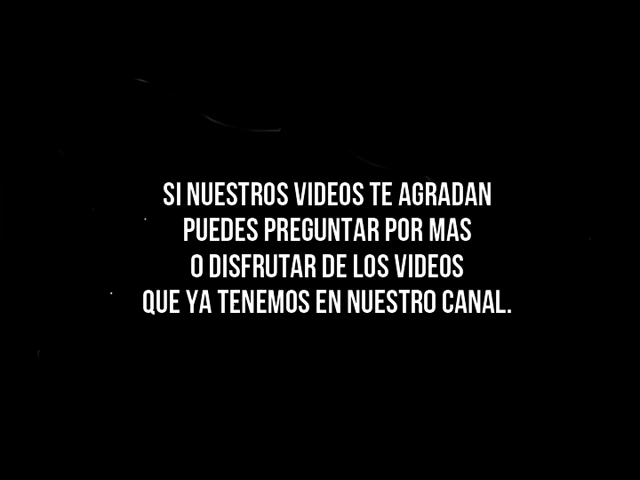 SI NUESTROS VIDEOS TE AGRADAN
PUEDES PREGUNTAR POR MAS
O DISFRUTAR DE LOS VIDEOS
QUE YA TENEMOS EN NUESTRO CANAL.